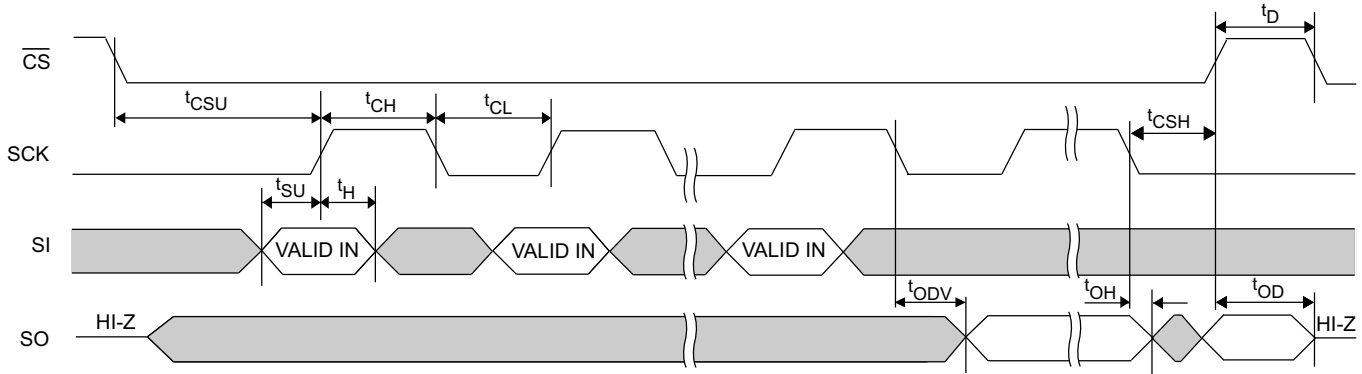 tD
CS
tCSU
tCH
tCL
tCSH
SCK
tSU
tH
SI
VALID IN
VALID IN
VALID IN
tODV
tOH
tOD
HI-Z
HI-Z
SO